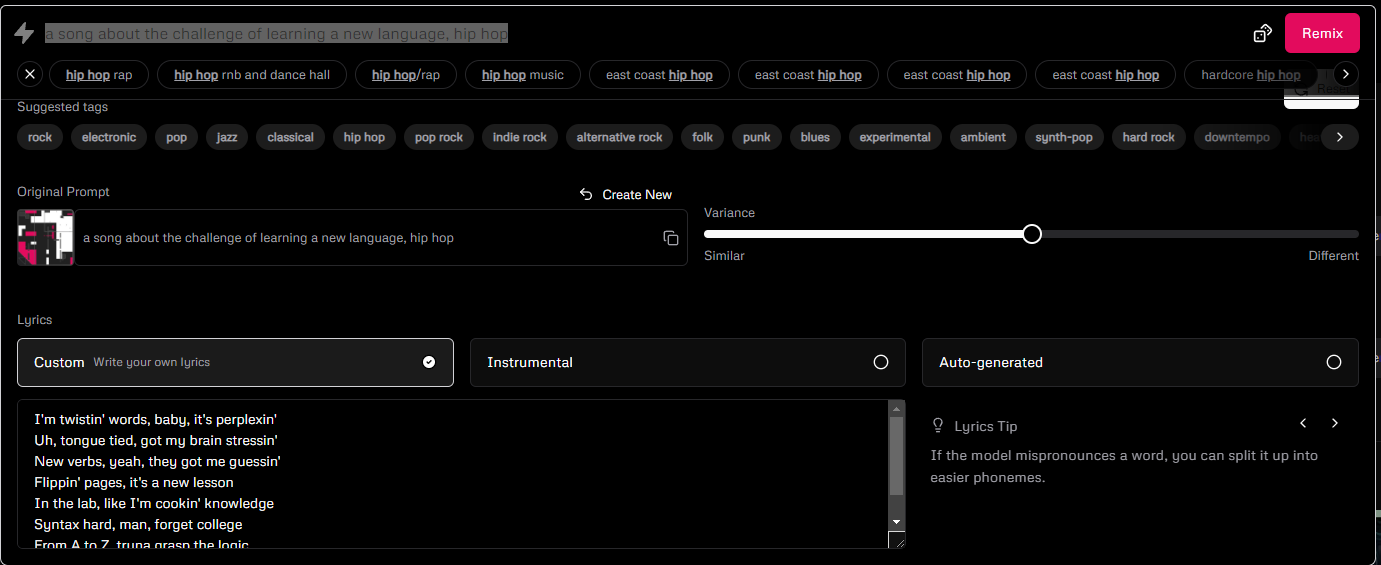 a song about the challenge of learning a new language, hip hop
Remix
hip hop rap
hip hop rnb and dance hall
hip hop/rap
hip hop music
east coast hip hop
east coast hip hop
east coast hip hop
east coast hip hop
hardcore hip hop
Suggested tags
rock
electronic
pop
jazz
classical
hip hop
pop rock
indie rock
alternative rock
folk
punk
blues
experimental
ambient
synth-pop
hard rock
downtempo
Original Prompt
Create New
a song about the challenge of learning a new language, hip hop
Variance
Similar
Different
Lyrics
Custom Write your own lyrics
Instrumental
Auto-generated
I'm twistin' words, baby, it's perplexin'
Uh, tongue tied, got my brain stressin'
New verbs, yeah, they got me guessin'
Flippin' pages, it's a new lesson
In the lab, like I'm cookin' knowledge
Syntax hard, man, forget college
From A to Z, tryna grasp the logic
Lyrics Tip
If the model mispronounces a word, you can split it up into
easier phonemes.